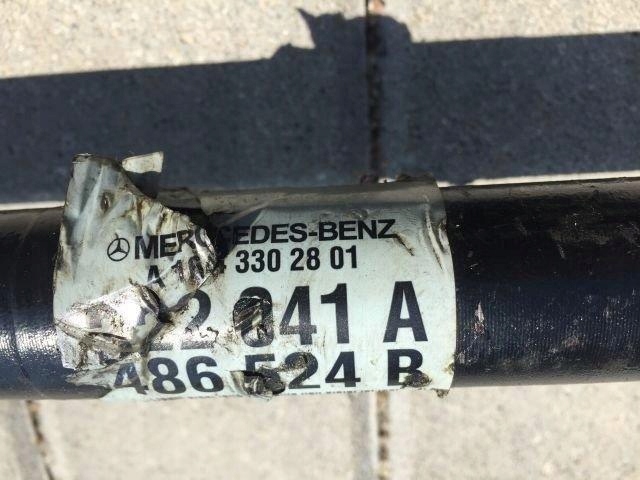 MERCEDES-BENZ
330 28 01
041 A
486 524 B